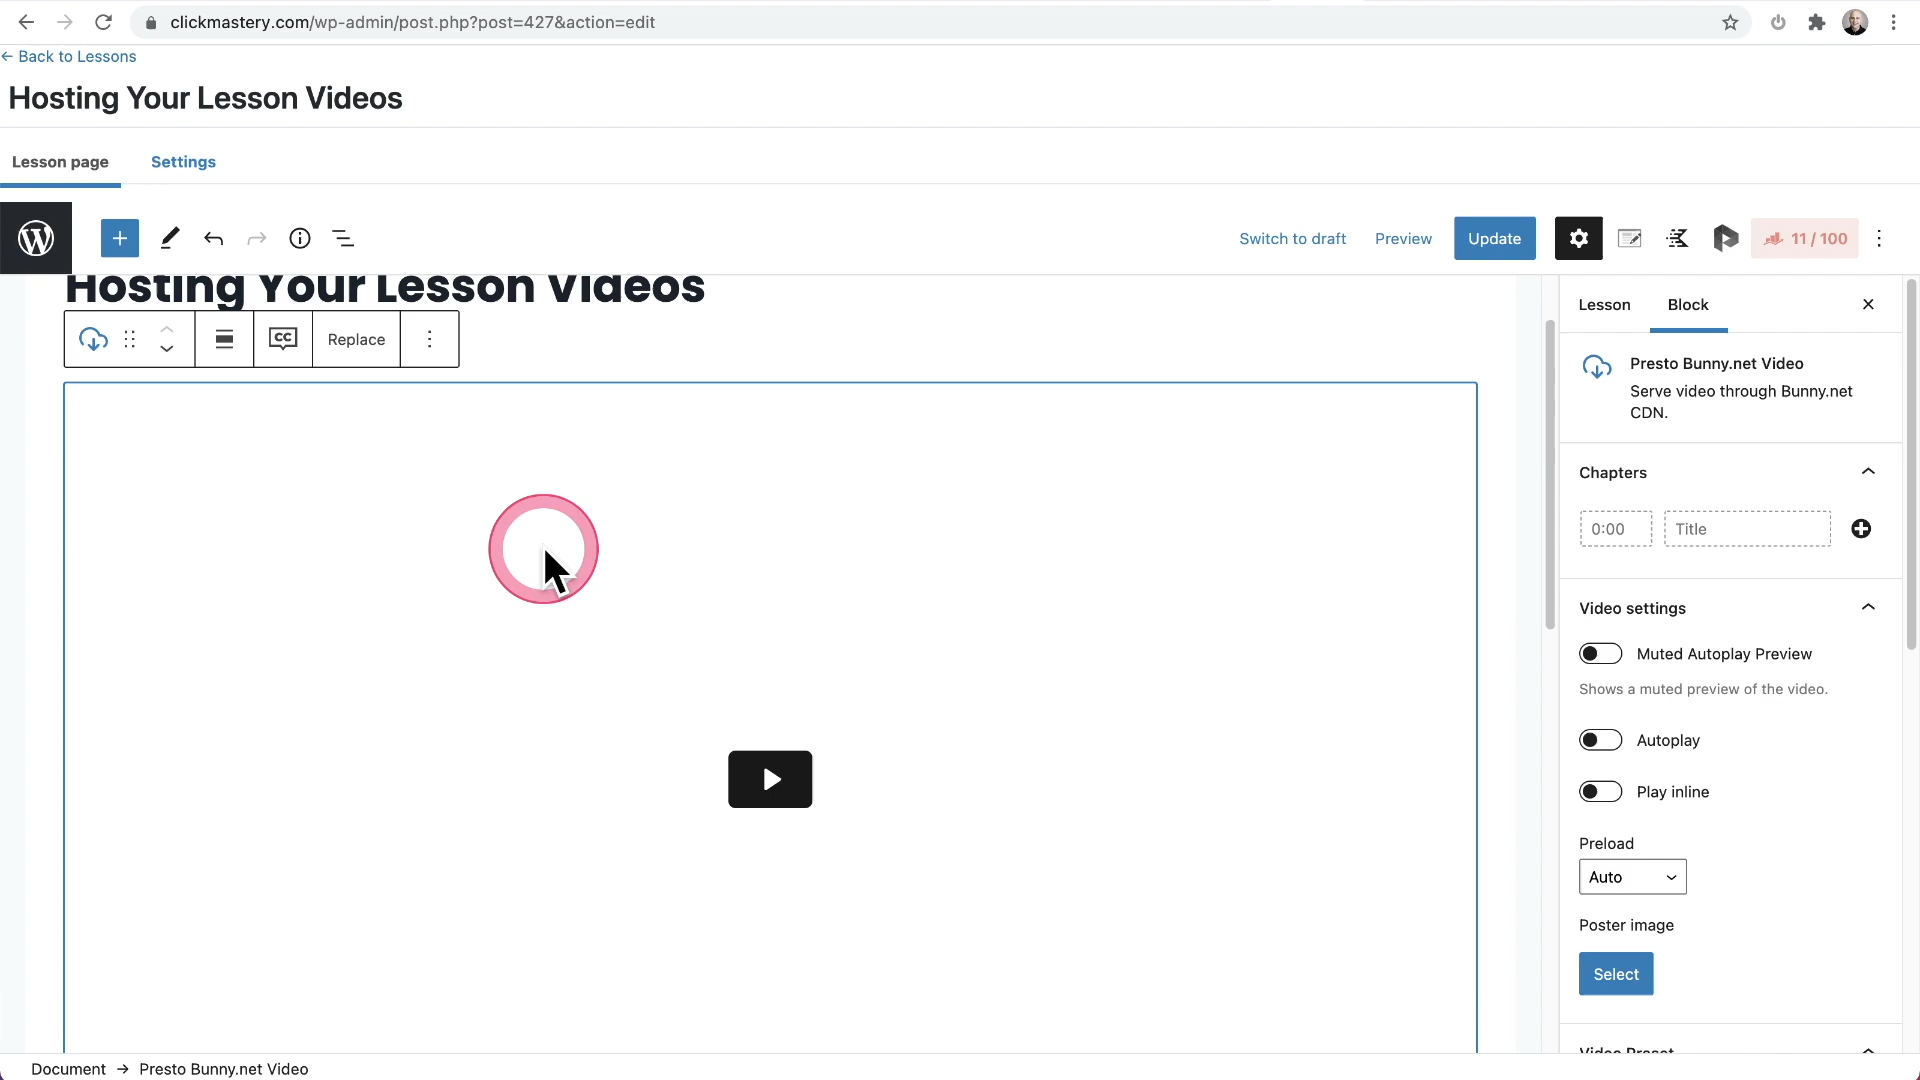 clickmastery.com/wp-admin/post.php?post=427&action=edit
← Back to Lessons
Hosting Your Lesson Videos
Lesson page
Settings
Switch to draft
Preview
Update
11 / 100
Hosting Your Lesson Videos
CC
Replace
Lesson
Block
Presto Bunny.net Video
Serve video through Bunny.net
CDN.
Chapters
0:00
Title
Video settings
Muted Autoplay Preview
Shows a muted preview of the video.
Autoplay
Play inline
Preload
Auto
Poster image
Select
Video Preset
Document → Presto Bunny.net Video